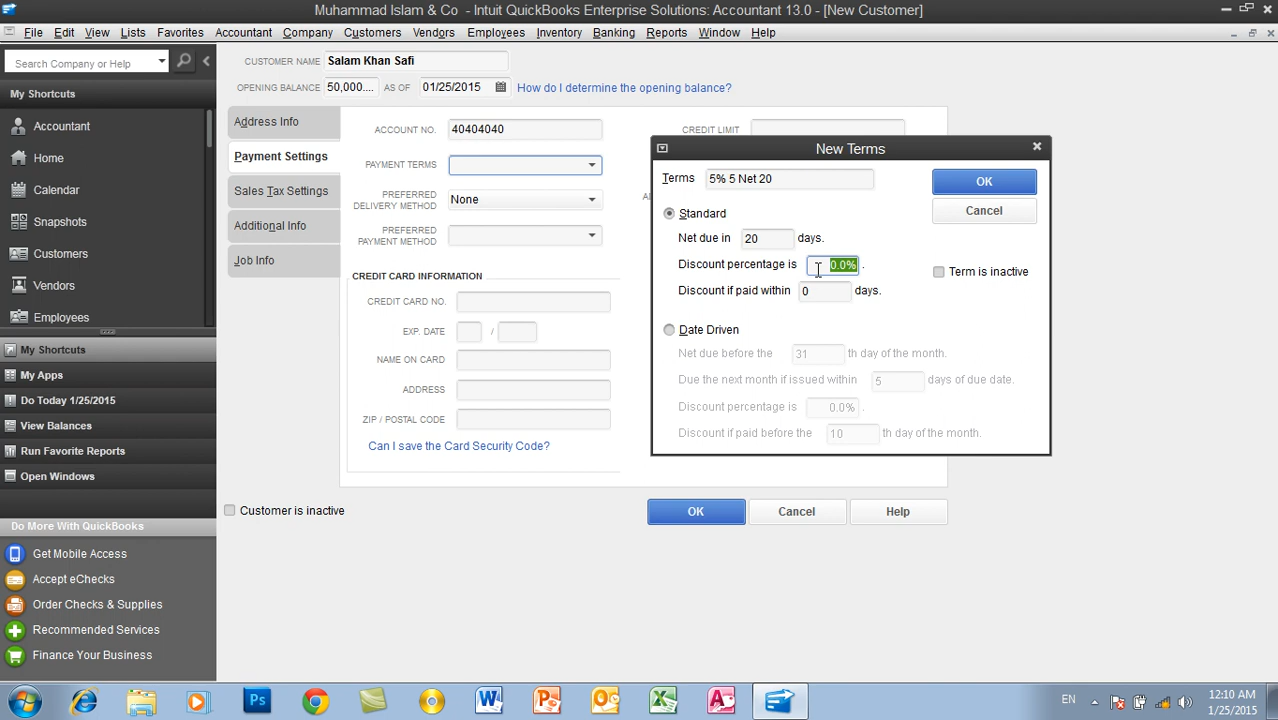 Muhammad Islam & Co - Intuit QuickBooks Enterprise Solutions Accountant 13.0 - [New Customer]
File Edit View Lists Favorites Accountant Company Customers Vendors Employees Inventory Banking Reports Window Help
Search Company or Help
My Shortcuts
Accountant
Home
Calendar
Snapshots
Customers
Vendors
Employees
My Shortcuts
My Apps
Do Today 1/25/2015
View Balances
Run Favorite Reports
Open Windows
Do More With QuickBooks
Get Mobile Access
Accept eChecks
Order Checks & Supplies
Recommended Services
Finance Your Business
CUSTOMER NAME Salam Khan Safi
OPENING BALANCE 50,000.... AS OF 01/25/2015 How do I determine the opening balance?
Address Info
Payment Settings
Sales Tax Settings
Additional Info
Job Info
ACCOUNT NO. 40404040
CREDIT LIMIT
PAYMENT TERMS
PREFERRED
DELIVERY METHOD
None
PREFERRED
PAYMENT METHOD
CREDIT CARD INFORMATION
CREDIT CARD NO.
EXP. DATE /
NAME ON CARD
ADDRESS
ZIP / POSTAL CODE
Can I save the Card Security Code?
Customer is inactive
OK Cancel Help
New Terms
Terms 5% 5 Net 20
OK
Cancel
Standard
Net due in 20 days.
Discount percentage is 0.0% .
Term is inactive
Discount if paid within 0 days.
Date Driven
Net due before the 31 th day of the month.
Due the next month if issued within 5 days of due date.
Discount percentage is 0.0% .
Discount if paid before the 10 th day of the month.
EN
12:10 AM
1/25/2015